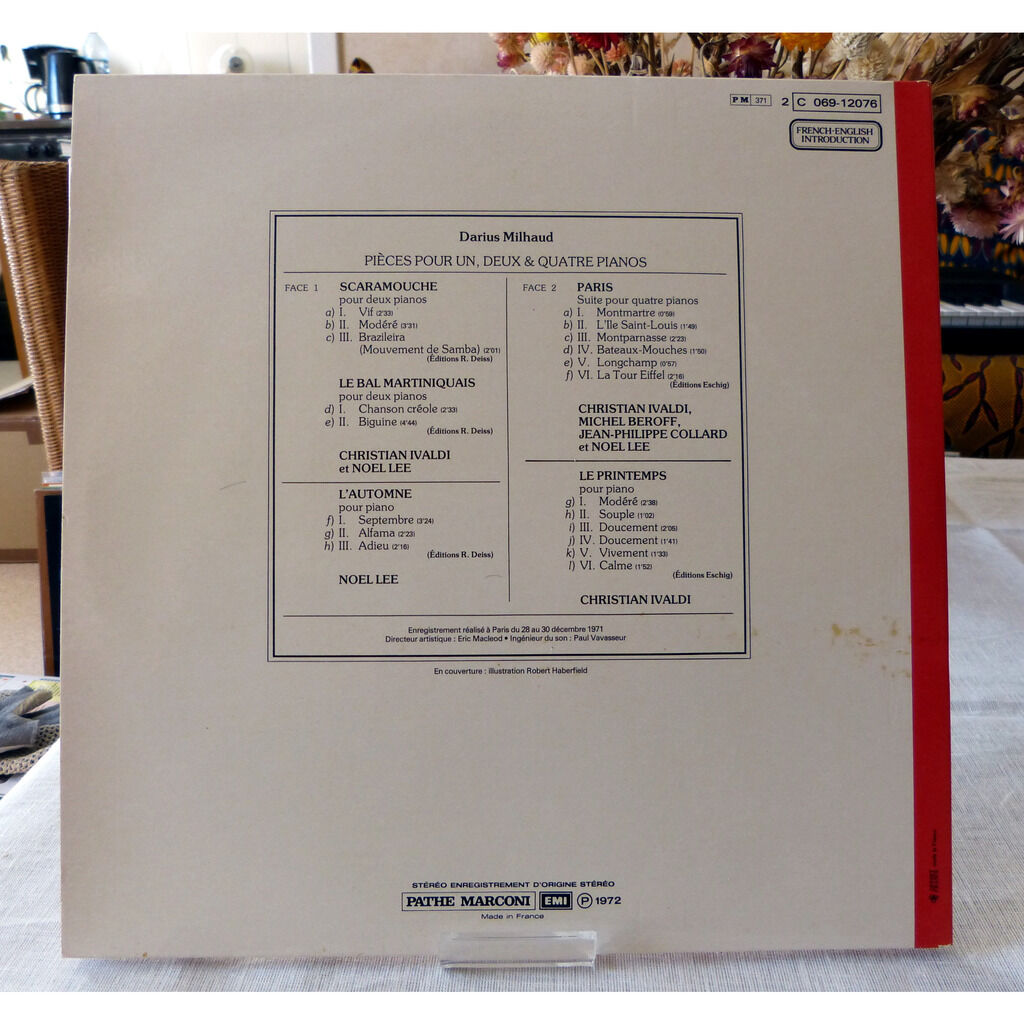 PM 371 2 C 069-12076
FRENCH-ENGLISH
INTRODUCTION
Darius Milhaud
PIÈCES POUR UN, DEUX & QUATRE PIANOS
FACE 1 SCARAMOUCHE
pour deux pianos
a) I. Vif (2'33)
b) II. Modéré (3'31)
c) III. Brazileira
(Mouvement de Samba) (2'01)
(Éditions R. Deiss)
LE BAL MARTINIQUAIS
pour deux pianos
d) I. Chanson créole (2'33)
e) II. Biguine (4'44)
(Éditions R. Deiss)
CHRISTIAN IVALDI
et NOEL LEE
L'AUTOMNE
pour piano
f) I. Septembre (3'24)
g) II. Alfama (2'23)
h) III. Adieu (2'16)
(Éditions R. Deiss)
NOEL LEE
FACE 2 PARIS
Suite pour quatre pianos
a) I. Montmartre (0'59)
b) II. L'Ile Saint-Louis (1'49)
c) III. Montparnasse (2'23)
d) IV. Bateaux-Mouches (1'50)
e) V. Longchamp (0'57)
f) VI. La Tour Eiffel (2'16)
(Éditions Eschig)
CHRISTIAN IVALDI,
MICHEL BEROFF,
JEAN-PHILIPPE COLLARD
et NOEL LEE
LE PRINTEMPS
pour piano
g) I. Modéré (2'38)
h) II. Souple (1'02)
i) III. Doucement (2'05)
j) IV. Doucement (1'41)
k) V. Vivement (1'33)
l) VI. Calme (1'52)
(Éditions Eschig)
CHRISTIAN IVALDI
Enregistrement réalisé à Paris du 28 au 30 décembre 1971
Directeur artistique : Eric Macleod • Ingénieur du son : Paul Vavasseur
En couverture : illustration Robert Haberfield
STÉRÉO ENREGISTREMENT D'ORIGINE STÉRÉO
PATHE MARCONI EMI Ⓟ 1972
Made in France